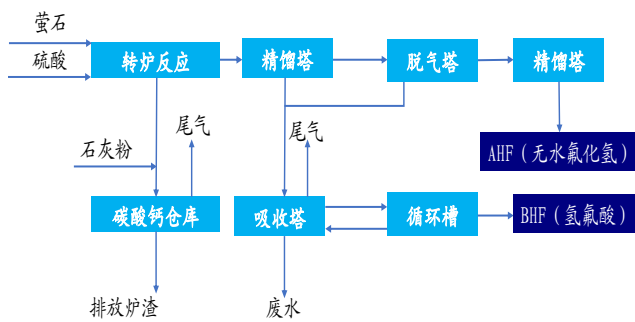 萤石
硫酸
转炉反应
精馏塔
脱气塔
精馏塔
尾气
尾气
石灰粉
AHF（无水氟化氢）
碳酸钙仓库
吸收塔
循环槽
BHF（氢氟酸）
排放炉渣
废水